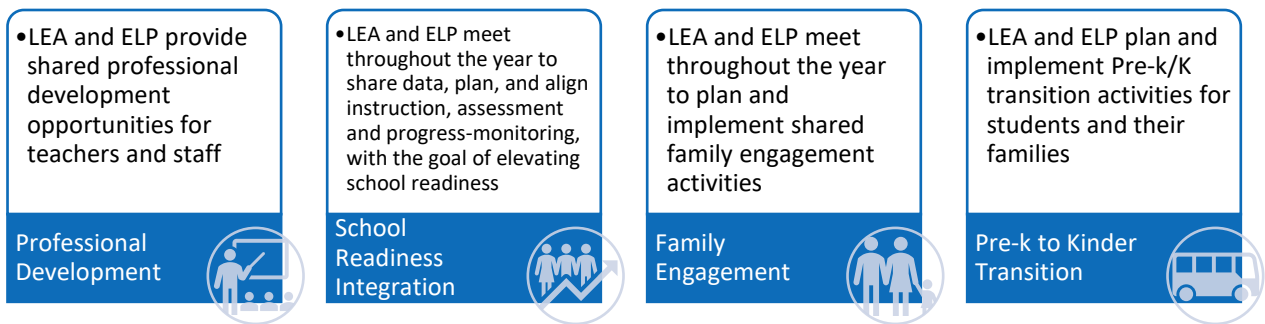 •LEA and ELP provide
shared professional
development
opportunities for
teachers and staff
Professional
Development
•LEA and ELP meet
throughout the year to
share data, plan, and align
instruction, assessment
and progress-monitoring,
with the goal of elevating
school readiness
School
Readiness
Integration
•LEA and ELP meet
throughout the year
to plan and
implement shared
family engagement
activities
Family
Engagement
•LEA and ELP plan and
implement Pre-k/K
transition activities for
students and their
families
Pre-k to Kinder
Transition